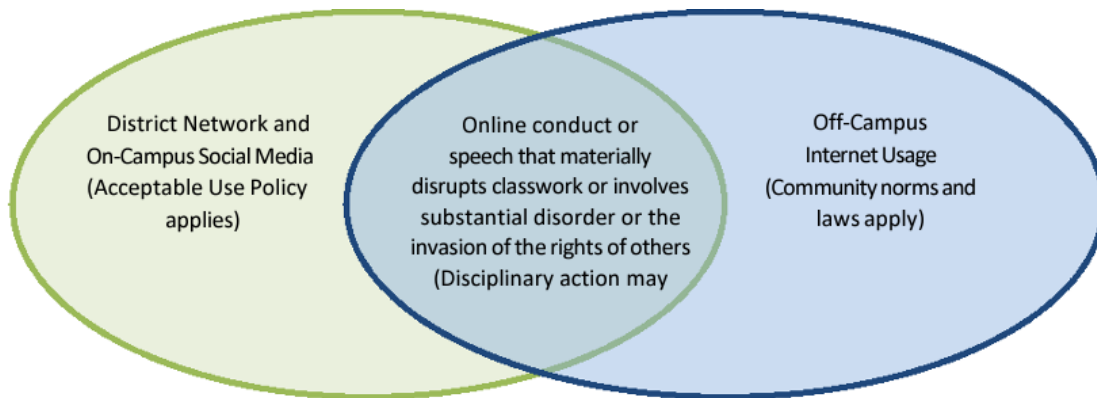 District Network and
On-Campus Social Media
(Acceptable Use Policy
applies)
Online conduct or
speech that materially
disrupts classwork or involves
substantial disorder or the
invasion of the rights of others
(Disciplinary action may
Off-Campus
Internet Usage
(Community norms and
laws apply)